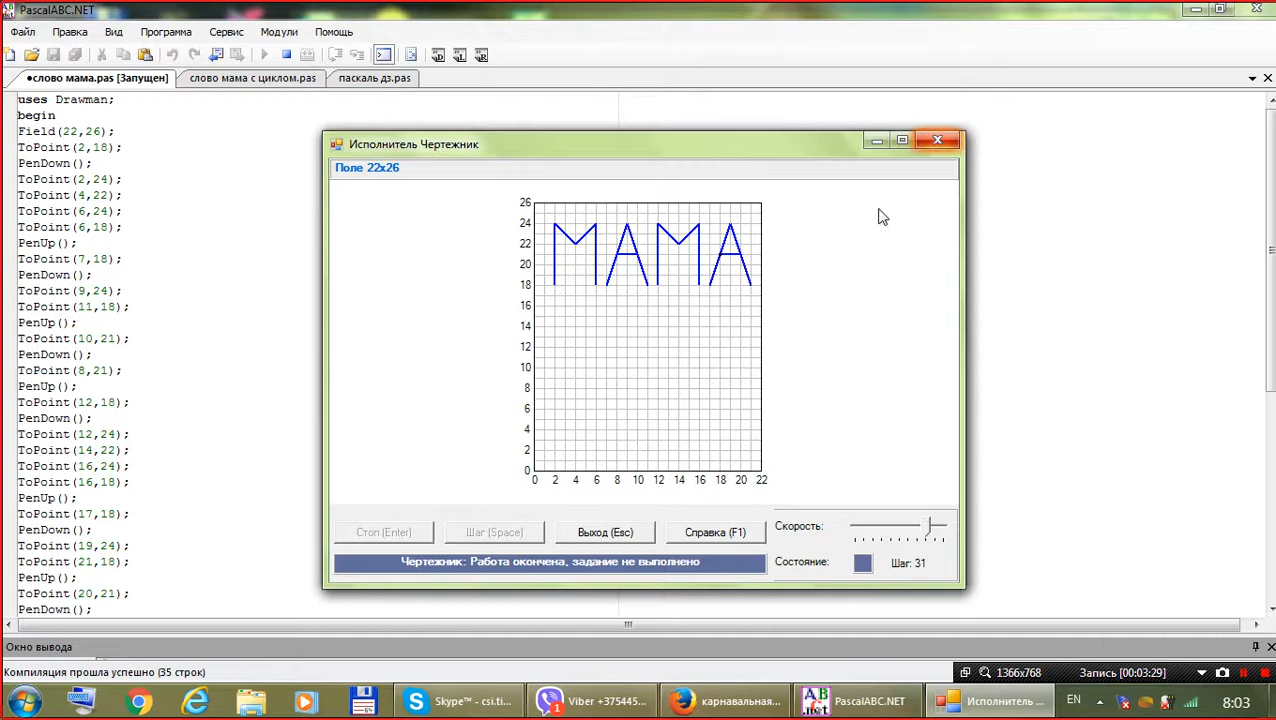 PascalABC.NET
Файл Правка Вид Программа Сервис Модули Помощь
•слово мама.pas [Запущен] слово мама с циклом.pas паскаль дз.pas
uses Drawman;
begin
Field(22,26);
ToPoint(2,18);
PenDown();
ToPoint(2,24);
ToPoint(4,22);
ToPoint(6,24);
ToPoint(6,18);
PenUp();
ToPoint(7,18);
PenDown();
ToPoint(9,24);
ToPoint(11,18);
PenUp();
ToPoint(10,21);
PenDown();
ToPoint(8,21);
PenUp();
ToPoint(12,18);
PenDown();
ToPoint(12,24);
ToPoint(14,22);
ToPoint(16,24);
ToPoint(16,18);
PenUp();
ToPoint(17,18);
PenDown();
ToPoint(19,24);
ToPoint(21,18);
PenUp();
ToPoint(20,21);
PenDown();
Исполнитель Чертежник
Поле 22x26
26
24
22
20
18
16
14
12
10
8
6
4
2
0
МАМА
0 2 4 6 8 10 12 14 16 18 20 22
Стоп (Enter) Шаг (Space) Выход (Esc) Справка (F1)
Скорость:
Чертежник: Работа окончена, задание не выполнено
Состояние: Шаг: 31
Окно вывода
Компиляция прошла успешно (35 строк)
1366x768 Запись [00:03:29]
Skype™ - csi.ti... Viber +375445... карнавальная... PascalABC.NET Исполнитель ... EN 8:03